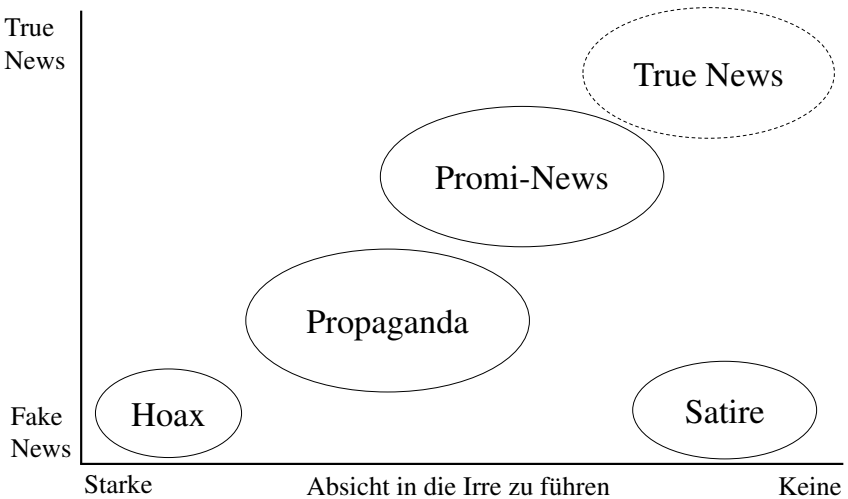 True
News
True News
Promi-News
Propaganda
Hoax
Satire
Fake
News
Starke
Absicht in die Irre zu führen
Keine